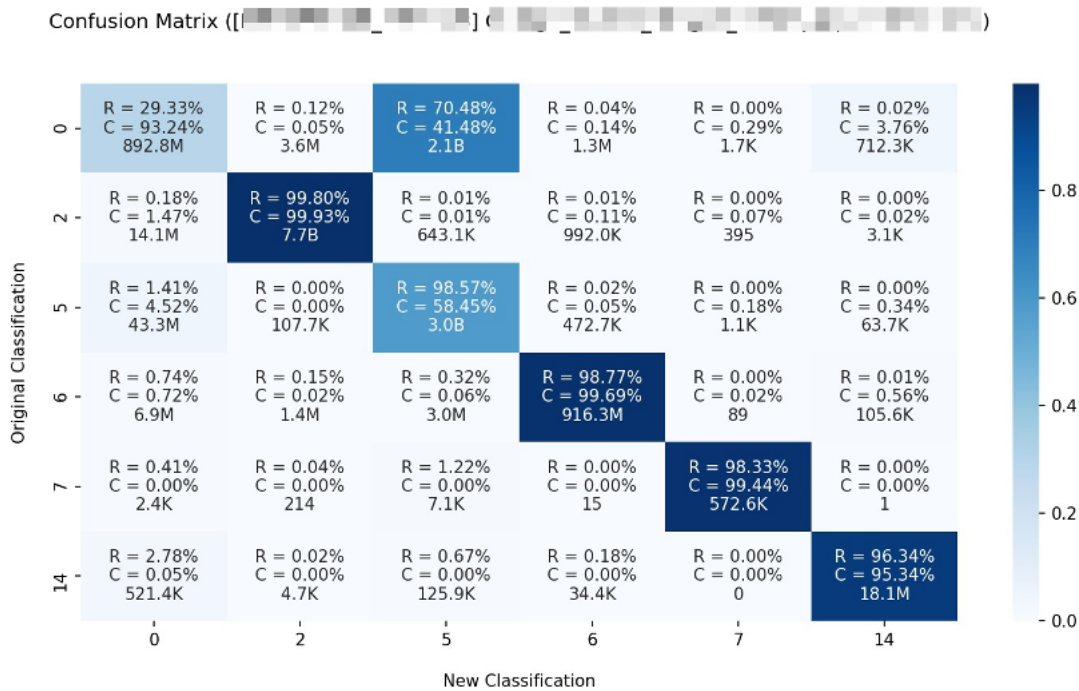 Confusion Matrix ([
]
)
R = 29.33% R = 0.12% R = 70.48% R = 0.04% R = 0.00% R = 0.02%
0 C = 93.24% C = 0.05% C = 41.48% C = 0.14% C = 0.29% C = 3.76%
892.8M 3.6M 2.1B 1.3M 1.7K 712.3K
R = 0.18% R = 99.80% R = 0.01% R = 0.01% R = 0.00% R = 0.00%
2 C = 1.47% C = 99.93% C = 0.01% C = 0.11% C = 0.07% C = 0.02%
14.1M 7.7B 643.1K 992.0K 395 3.1K
R = 1.41% R = 0.00% R = 98.57% R = 0.02% R = 0.00% R = 0.00%
5 C = 4.52% C = 0.00% C = 58.45% C = 0.05% C = 0.18% C = 0.34%
43.3M 107.7K 3.0B 472.7K 1.1K 63.7K
R = 0.74% R = 0.15% R = 0.32% R = 98.77% R = 0.00% R = 0.01%
6 C = 0.72% C = 0.02% C = 0.06% C = 99.69% C = 0.02% C = 0.56%
6.9M 1.4M 3.0M 916.3M 89 105.6K
R = 0.41% R = 0.04% R = 1.22% R = 0.00% R = 98.33% R = 0.00%
7 C = 0.00% C = 0.00% C = 0.00% C = 0.00% C = 99.44% C = 0.00%
2.4K 214 7.1K 15 572.6K 1
R = 2.78% R = 0.02% R = 0.67% R = 0.18% R = 0.00% R = 96.34%
14 C = 0.05% C = 0.00% C = 0.00% C = 0.00% C = 0.00% C = 95.34%
521.4K 4.7K 125.9K 34.4K 0 18.1M
0 2 5 6 7 14
New Classification
Original Classification
0.8
0.6
0.4
0.2
0.0